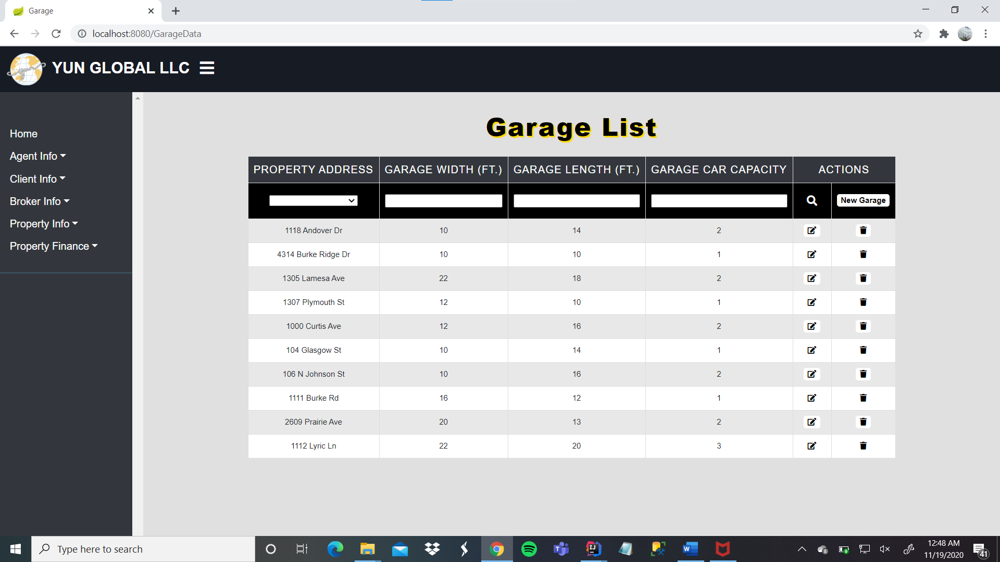 Garage
localhost:8080/GarageData
YUN GLOBAL LLC
Home
Agent Info
Client Info
Broker Info
Property Info
Property Finance
Garage List
PROPERTY ADDRESS GARAGE WIDTH (FT.) GARAGE LENGTH (FT.) GARAGE CAR CAPACITY ACTIONS
New Garage
1118 Andover Dr 10 14 2
4314 Burke Ridge Dr 10 10 1
1305 Lamesa Ave 22 18 2
1307 Plymouth St 12 10 1
1000 Curtis Ave 12 16 2
104 Glasgow St 10 14 1
106 N Johnson St 10 16 2
1111 Burke Rd 16 12 1
2609 Prairie Ave 20 13 2
1112 Lyric Ln 22 20 3
Type here to search
12:48 AM
11/19/2020
41